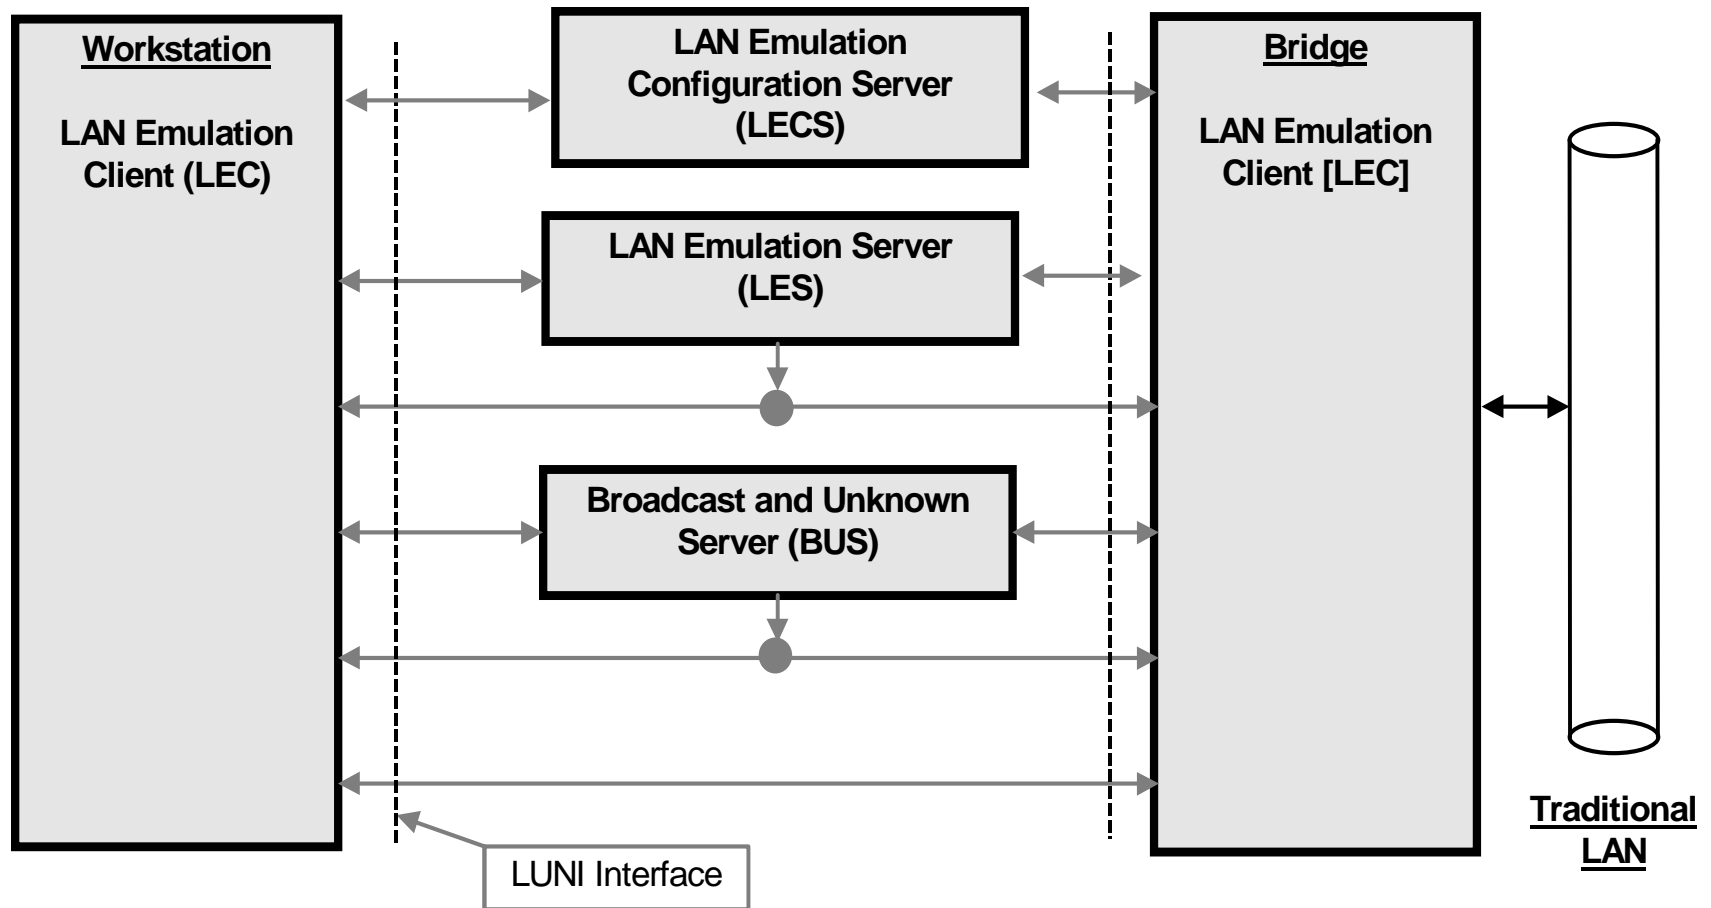 Workstation
LAN Emulation
Client (LEC)
LAN Emulation
Configuration Server
(LECS)
LAN Emulation Server
(LES)
Broadcast and Unknown
Server (BUS)
LUNI Interface
Bridge
LAN Emulation
Client [LEC]
Traditional
LAN